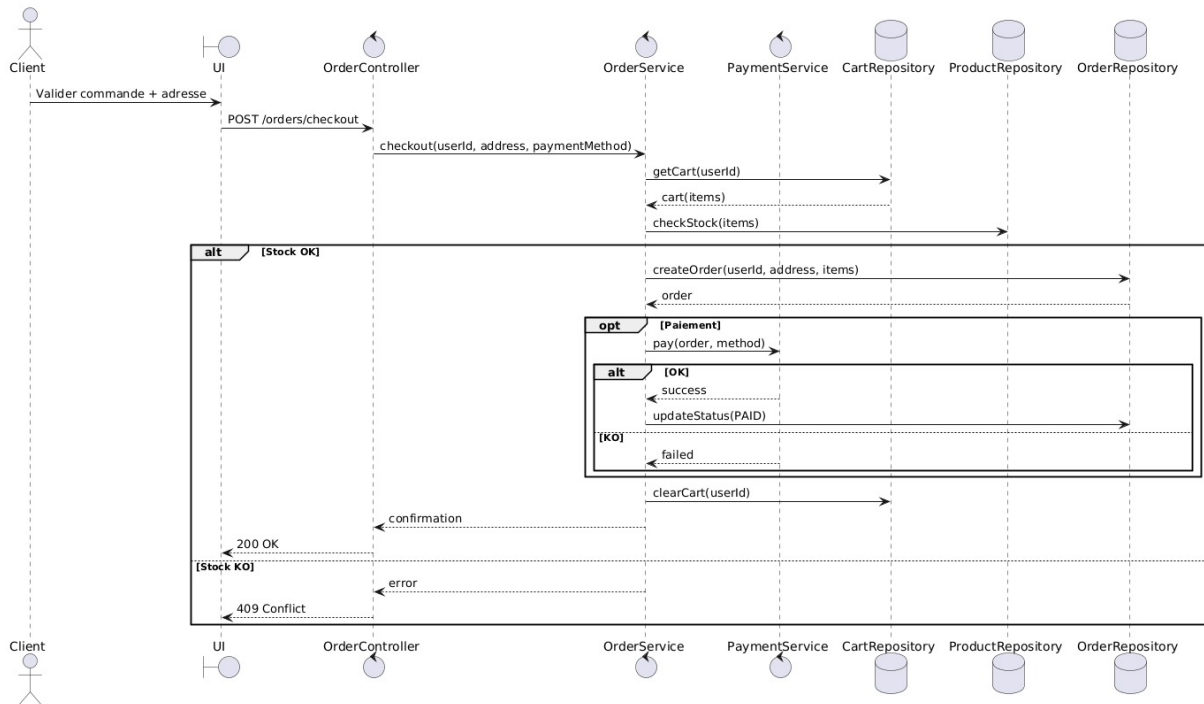 Client
UI
OrderController
OrderService
PaymentService
CartRepository
ProductRepository
OrderRepository
Valider commande + adresse
POST /orders/checkout
checkout(userId, address, paymentMethod)
getCart(userId)
cart(items)
checkStock(items)
alt [Stock OK]
createOrder(userId, address, items)
order
opt [Paiement]
pay(order, method)
alt [OK]
success
updateStatus(PAID)
[KO]
failed
clearCart(userId)
confirmation
200 OK
[Stock KO]
error
409 Conflict
Client
UI
OrderController
OrderService
PaymentService
CartRepository
ProductRepository
OrderRepository